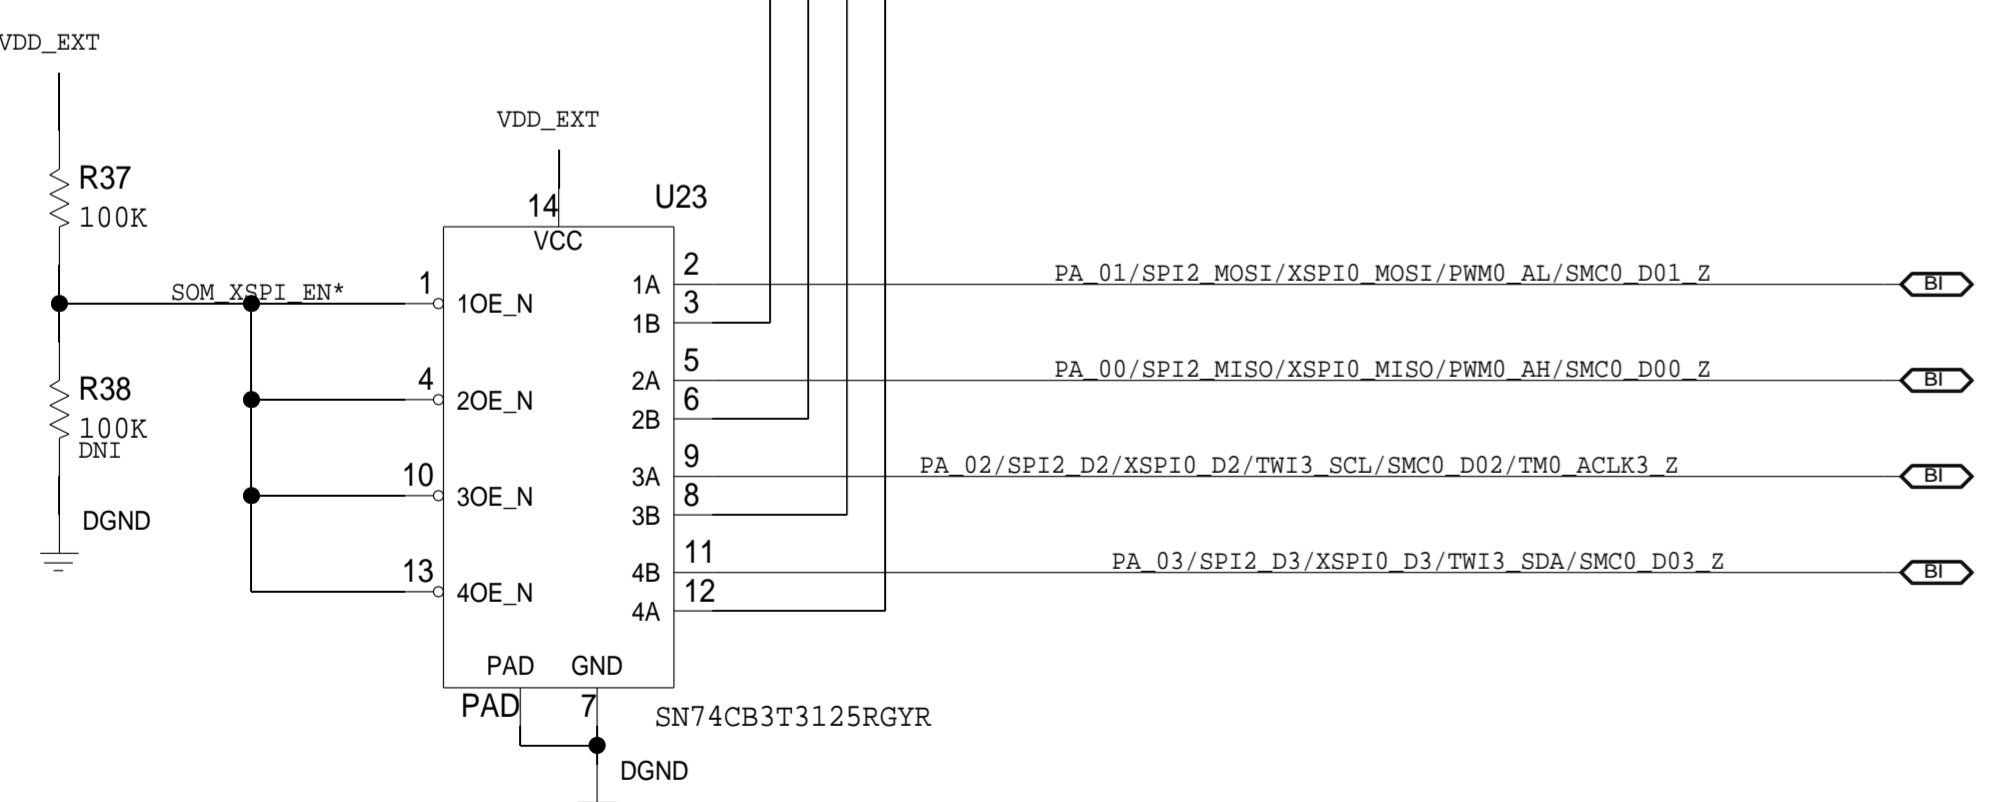 VDD_EXT
VDD_EXT
R37
100K
U23
14
VCC
SOM_XSPI_EN*
1
1OE_N
4
2OE_N
10
3OE_N
13
4OE_N
2
1A
PA_01/SPI2_MOSI/XSPI0_MOSI/PWM0_AL/SMC0_D01_Z
BI
3
1B
5
2A
PA_00/SPI2_MISO/XSPI0_MISO/PWM0_AH/SMC0_D00_Z
BI
6
2B
9
3A
PA_02/SPI2_D2/XSPI0_D2/TWI3_SCL/SMC0_D02/TM0_ACLK3_Z
BI
8
3B
11
4B
PA_03/SPI2_D3/XSPI0_D3/TWI3_SDA/SMC0_D03_Z
BI
12
4A
R38
100K
DNI
DGND
PAD
GND
PAD
7
SN74CB3T3125RGYR
DGND